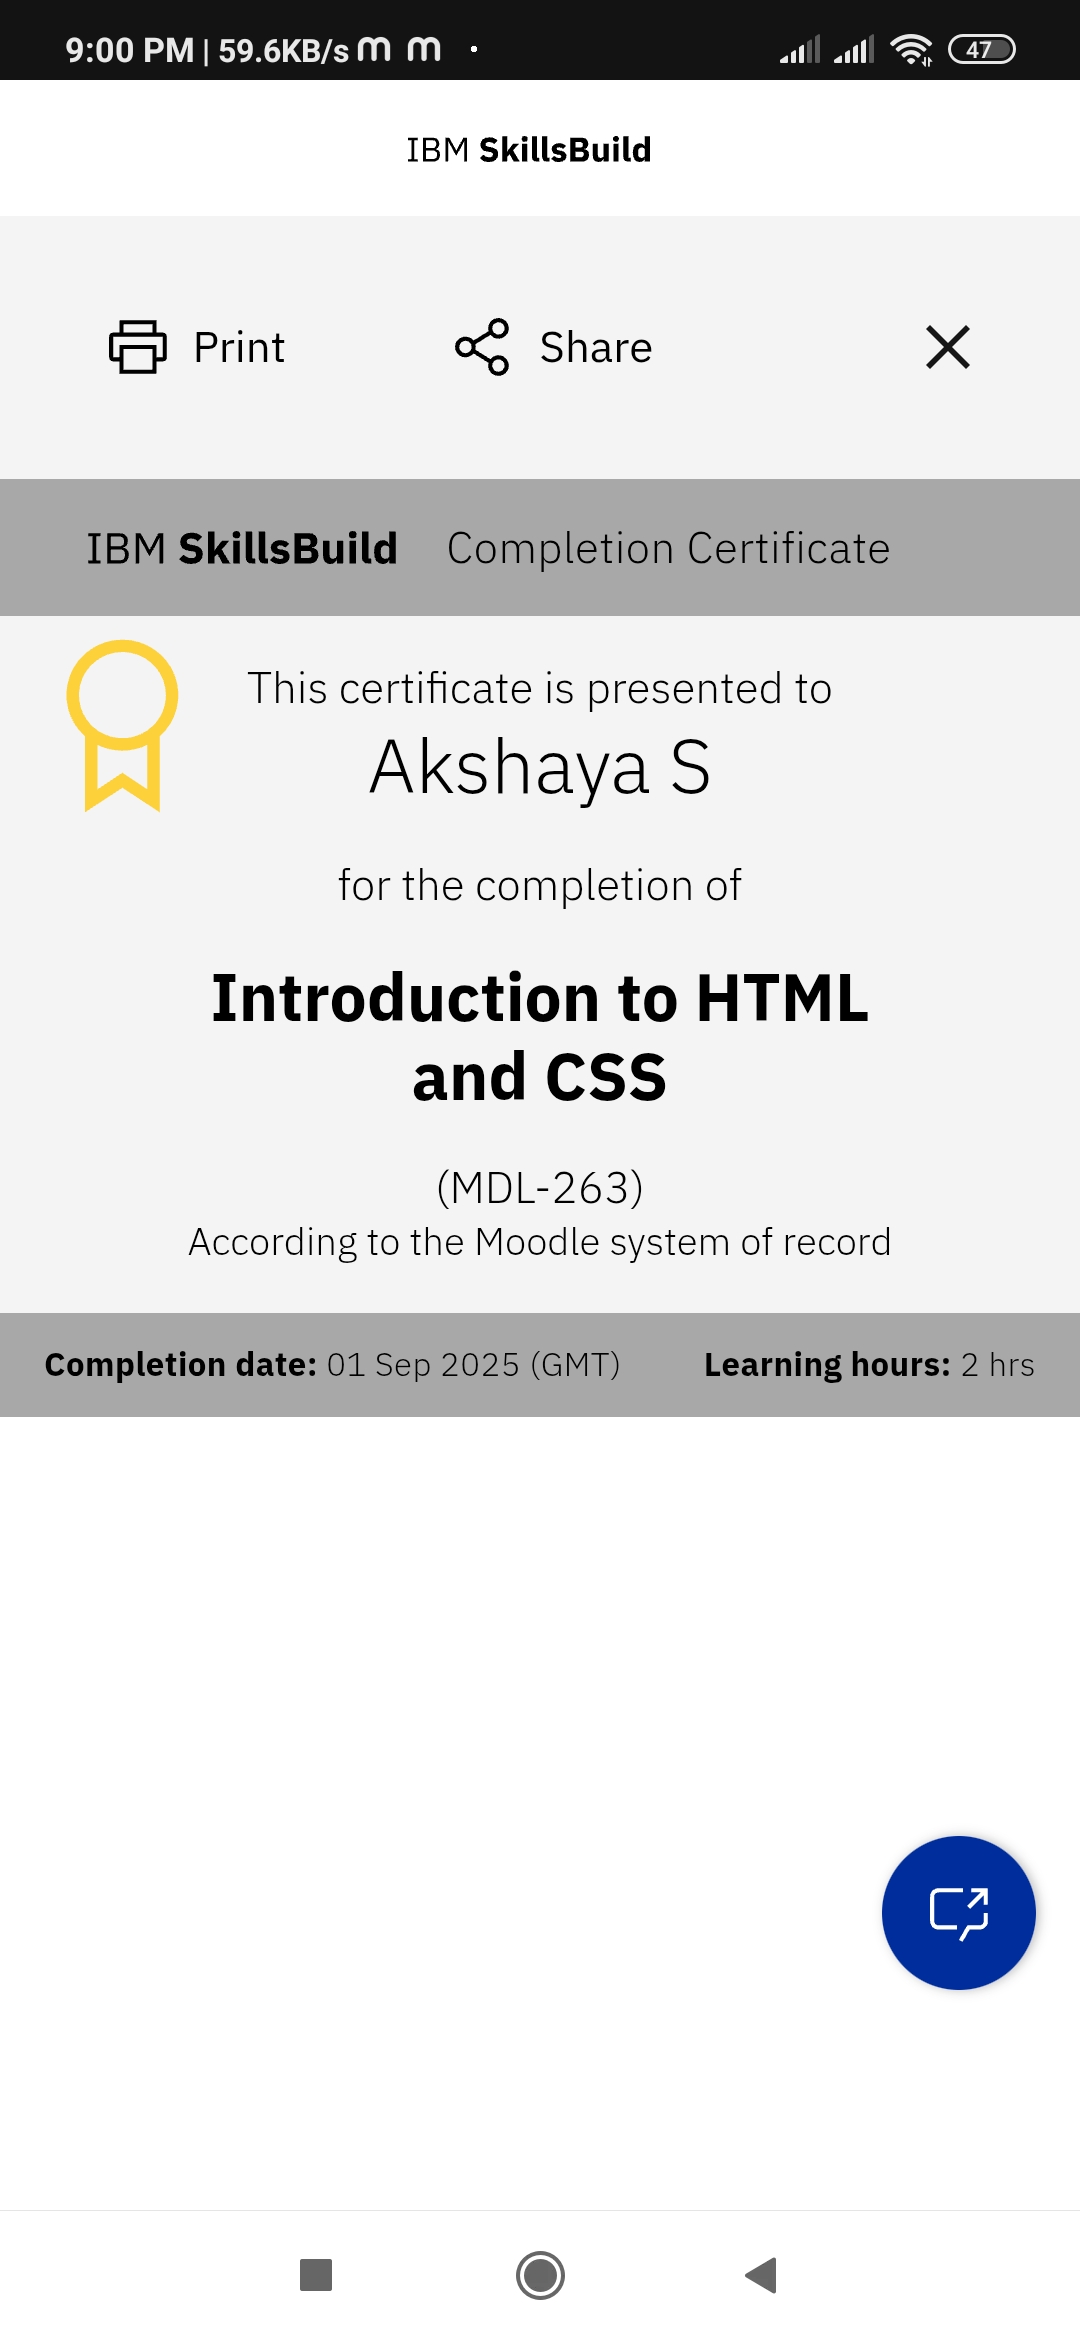 9:00 PM | 59.6KB/s m m .
47
IBM SkillsBuild
Print
Share
IBM SkillsBuild Completion Certificate
This certificate is presented to
Akshaya S
for the completion of
Introduction to HTML
and CSS
(MDL-263)
According to the Moodle system of record
Completion date: 01 Sep 2025 (GMT) Learning hours: 2 hrs